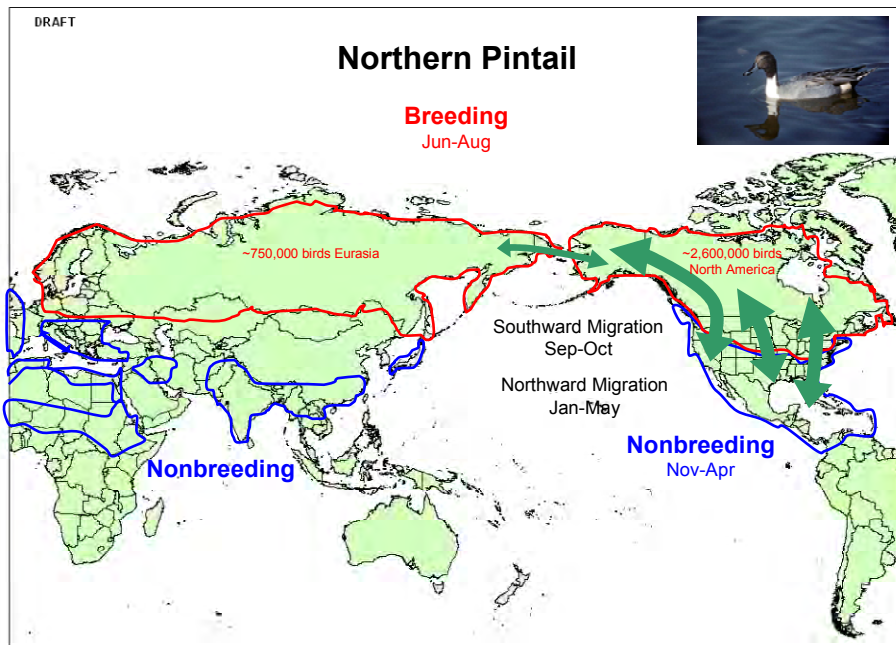 DRAFT
Northern Pintail
Breeding
Jun-Aug
~750,000 birds Eurasia
~2,600,000 birds
North America
Southward Migration
Sep-Oct
Northward Migration
Jan-May
Nonbreeding
Nonbreeding
Nov-Apr